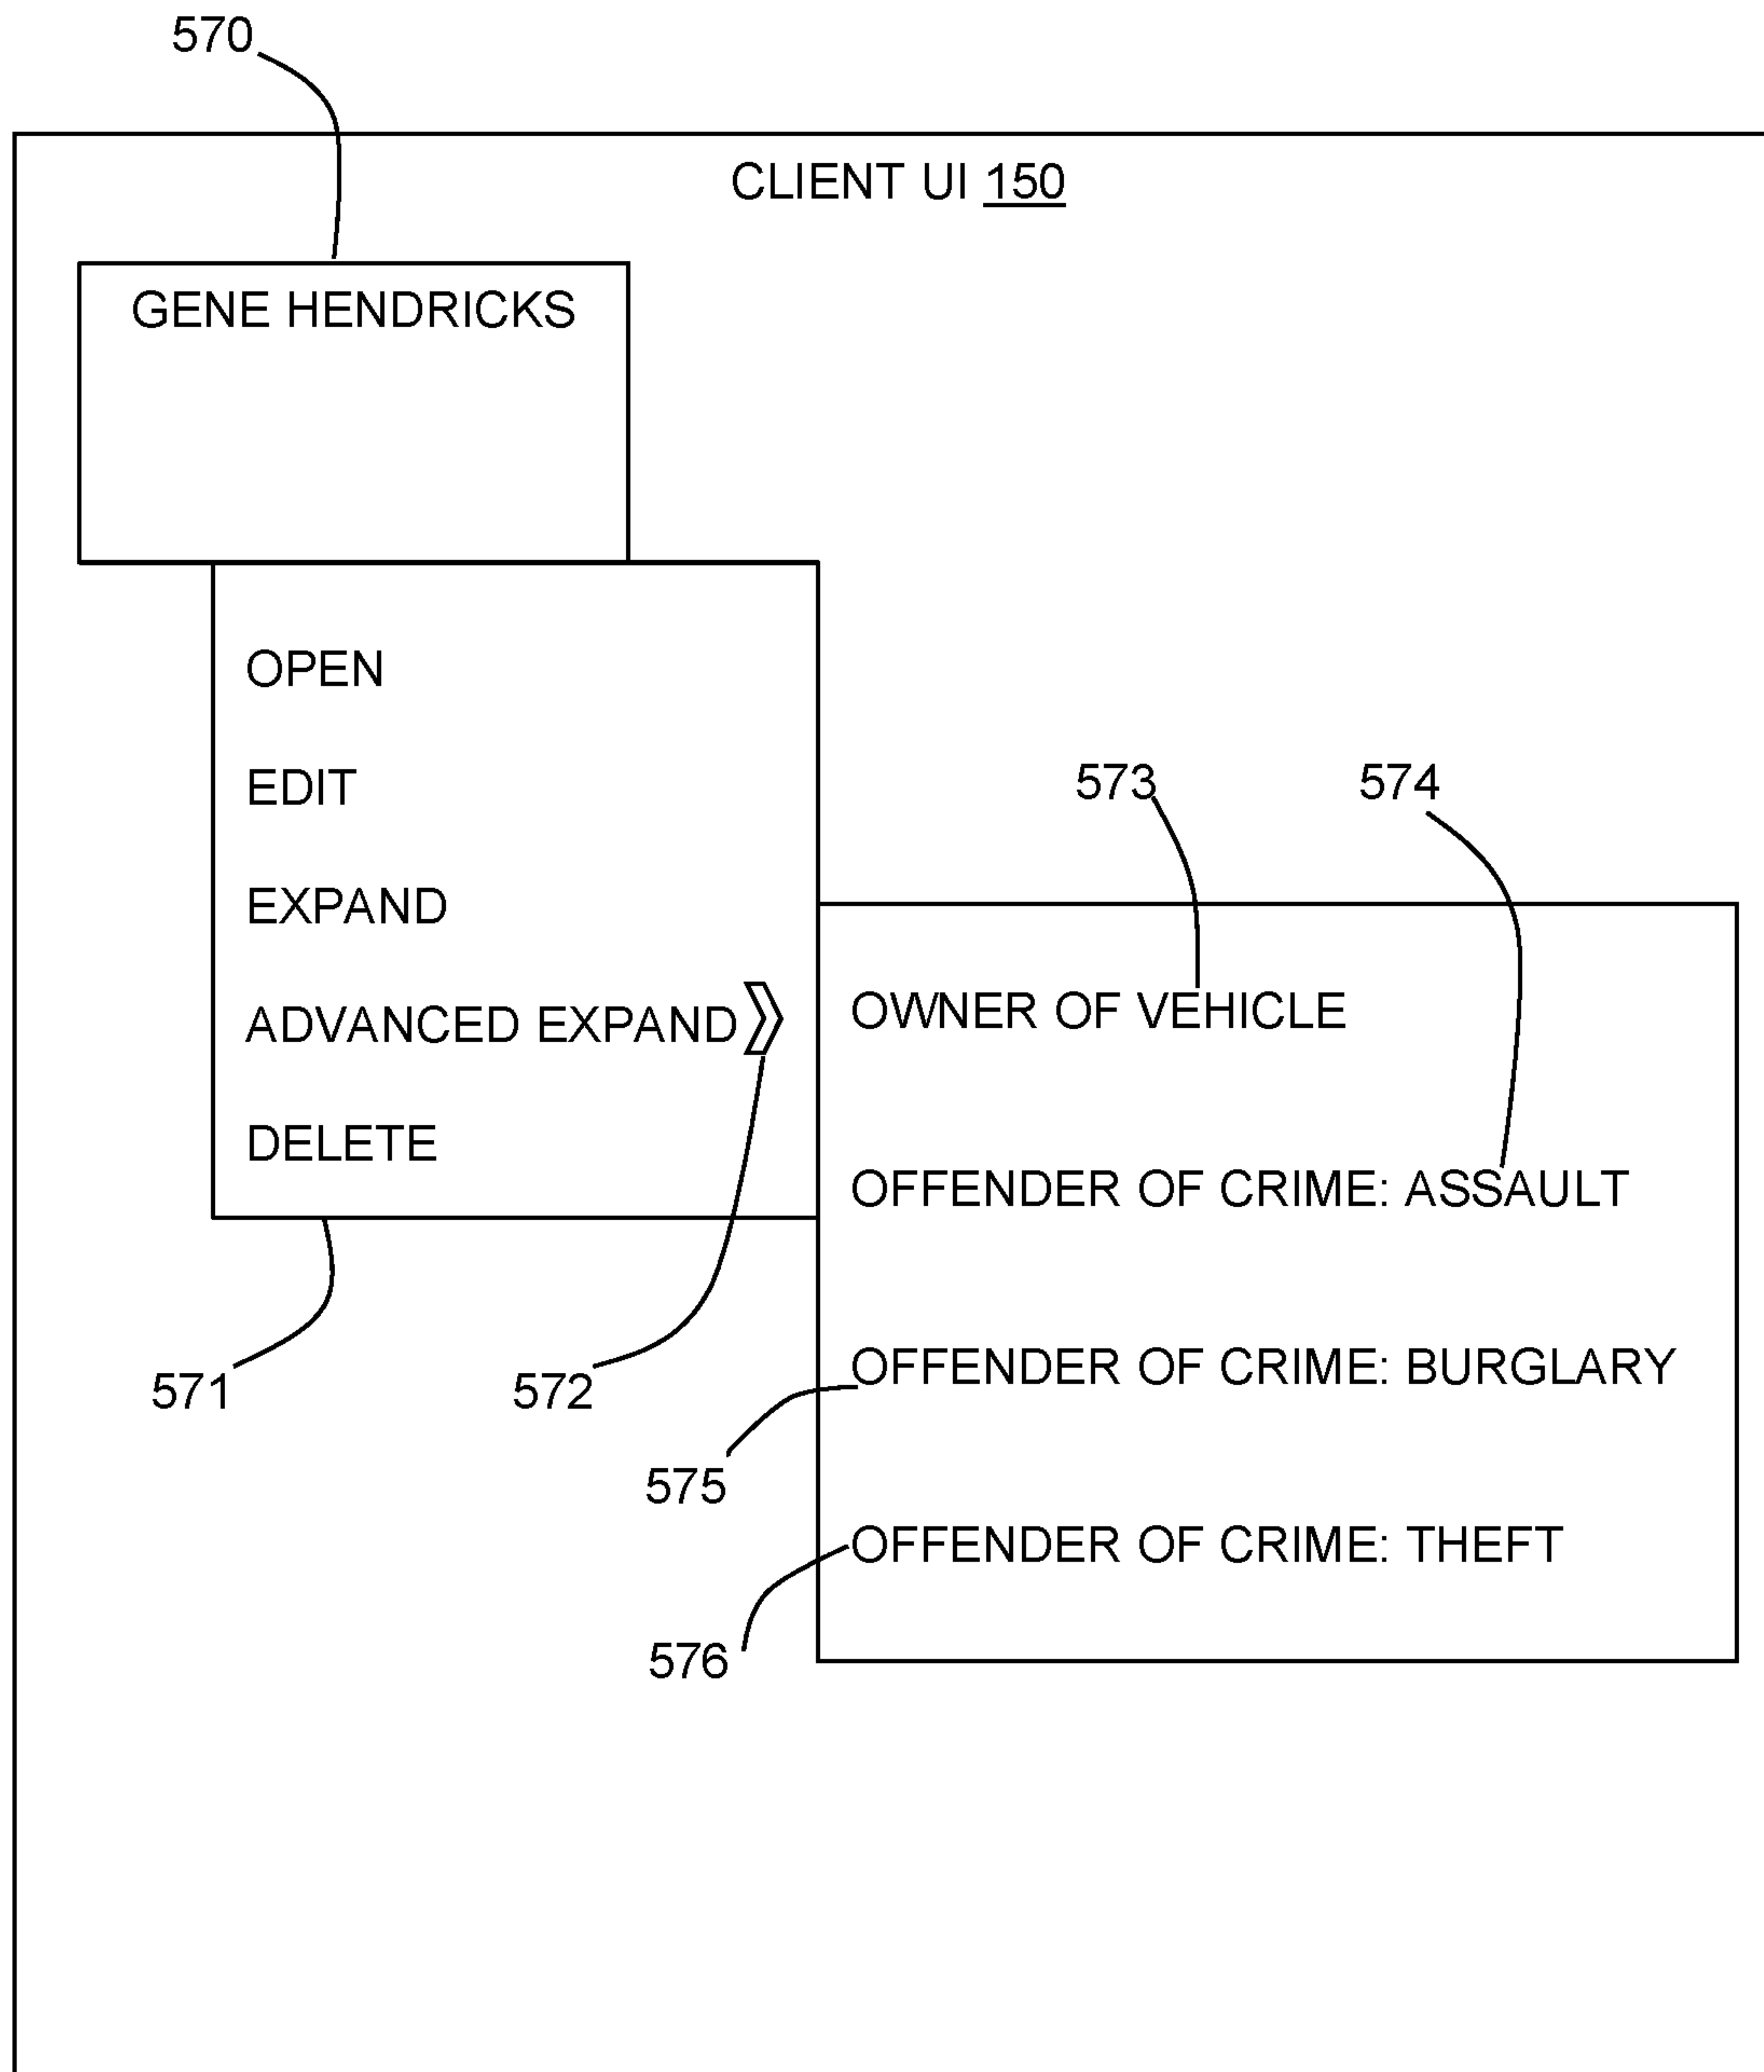 570
CLIENT UI 150
GENE HENDRICKS
OPEN
EDIT
EXPAND
ADVANCED EXPAND
DELETE
573
574
OWNER OF VEHICLE
OFFENDER OF CRIME: ASSAULT
OFFENDER OF CRIME: BURGLARY
OFFENDER OF CRIME: THEFT
571
572
575
576